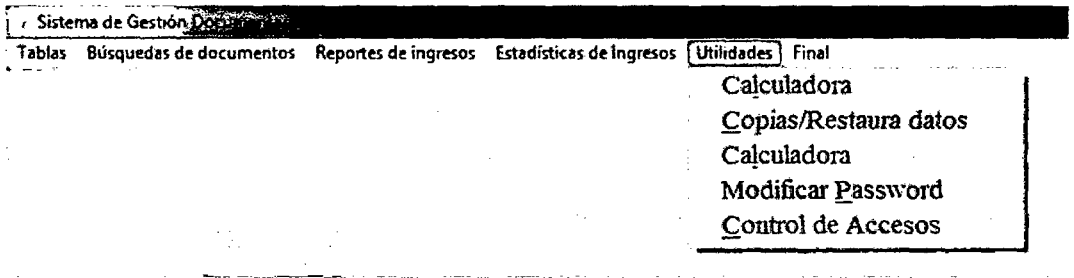 Sistema de Gestión
Tablas Búsquedas de documentos Reportes de ingresos Estadísticas de Ingresos Utilidades Final
Calculadora
Copias/Restaura datos
Calculadora
Modificar Password
Control de Accesos